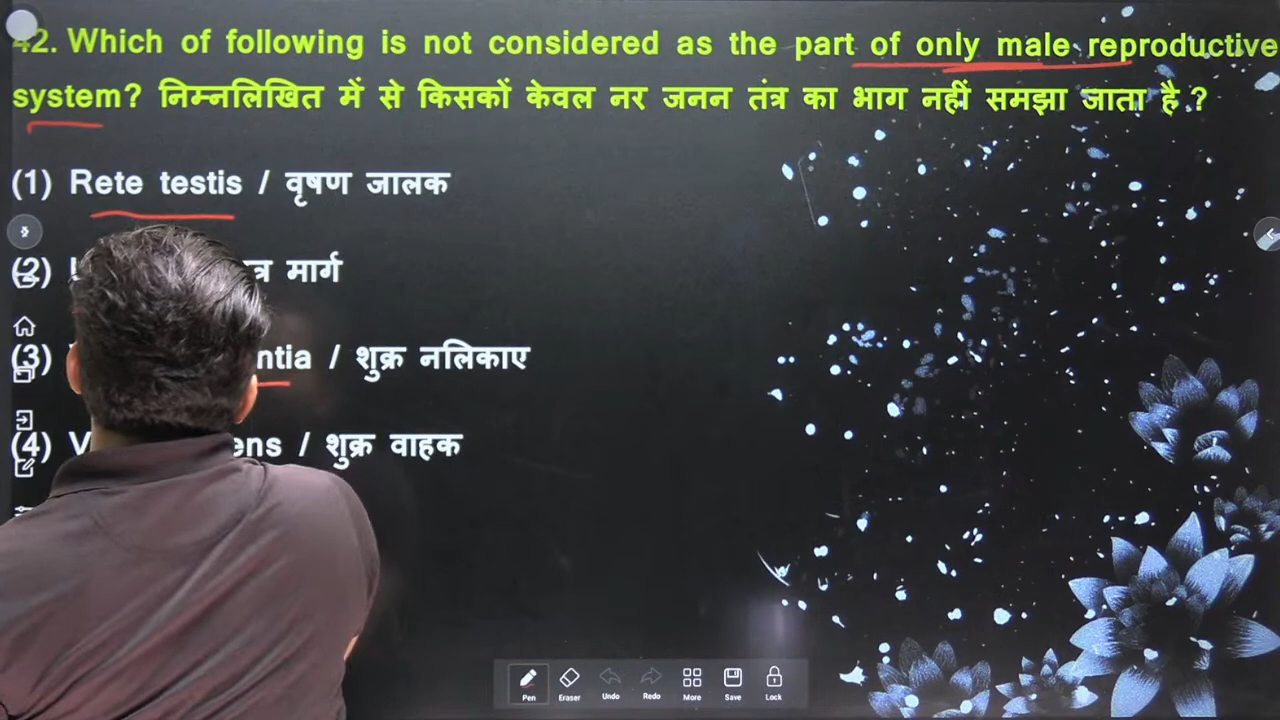 42. Which of following is not considered as the part of only male reproductive
system? निम्नलिखित में से किसकों केवल नर जनन तंत्र का भाग नहीं समझा जाता है ?
(1) Rete testis / वृषण जालक
(2) मार्ग
(3) / शुक्र नलिकाए
(4) / शुक्र वाहक
Pen Eraser Undo Redo More Save Lock